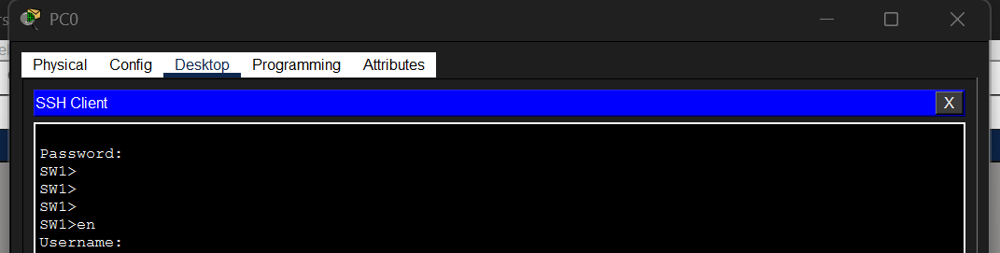 PC0
Physical Config Desktop Programming Attributes
SSH Client X
Password:
SW1>
SW1>
SW1>
SW1>en
Username: